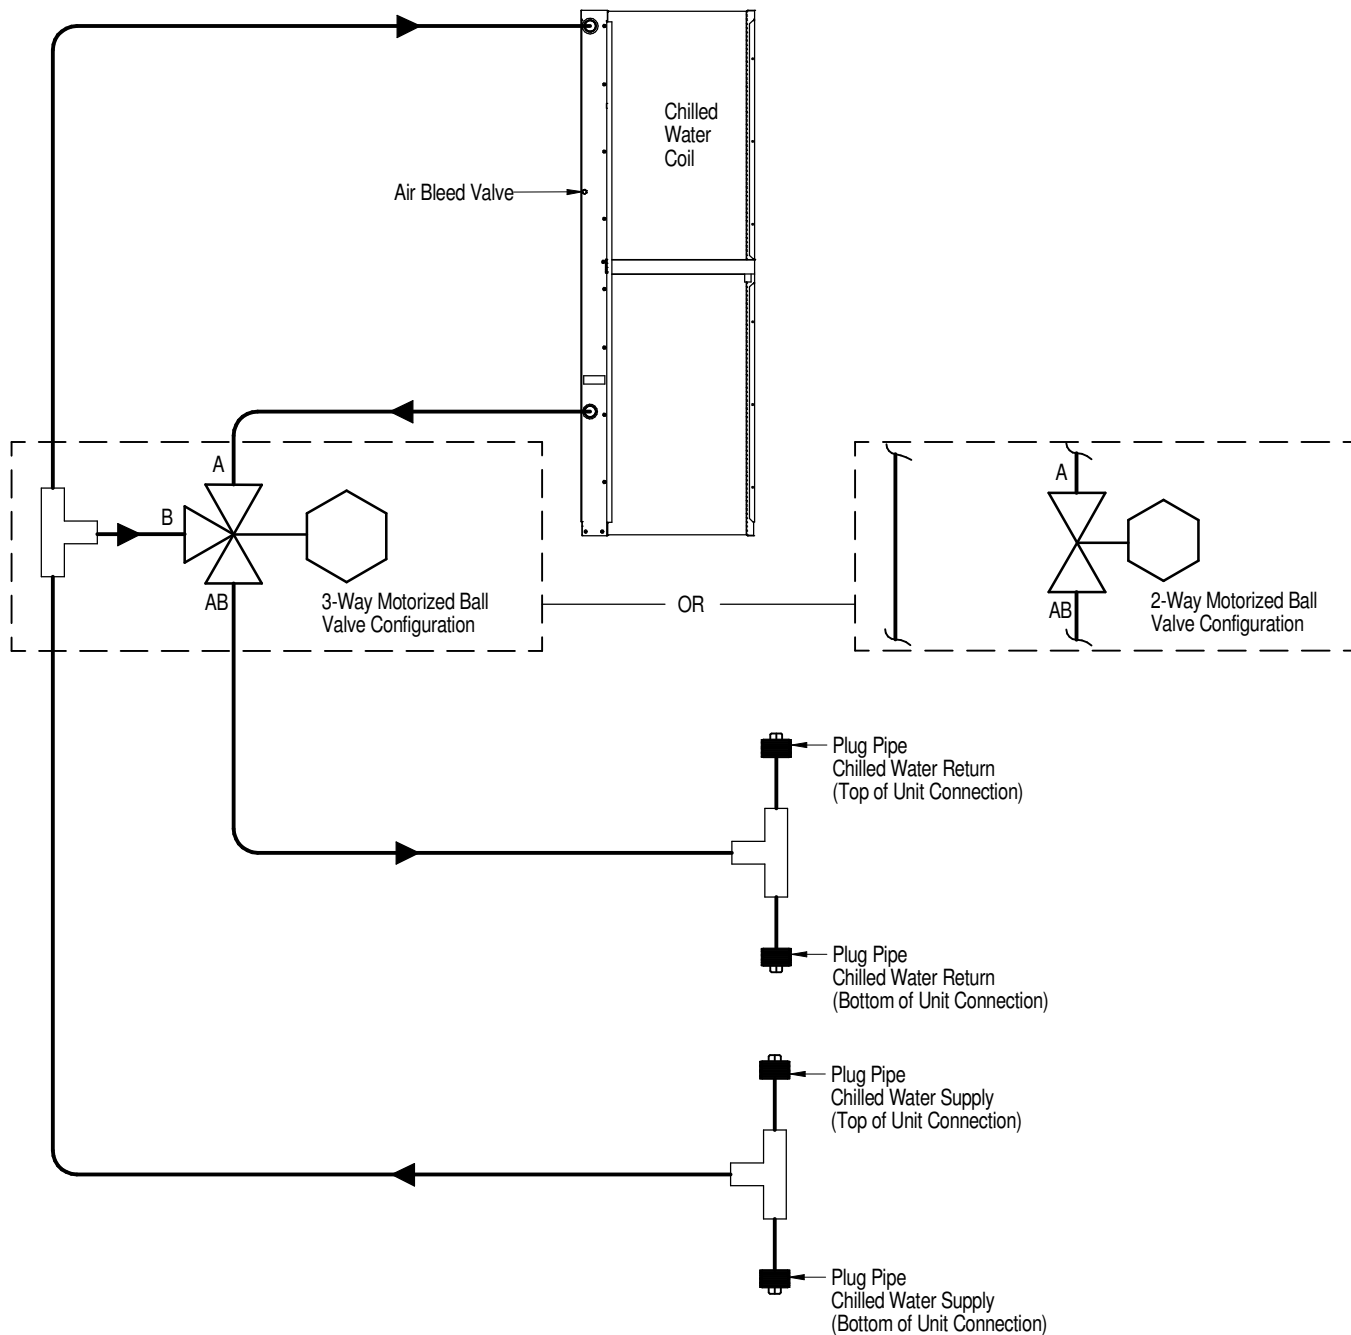 Chilled
Water
Coil
Air Bleed Valve
A
B
AB
3-Way Motorized Ball
Valve Configuration
OR
A
AB
2-Way Motorized Ball
Valve Configuration
Plug Pipe
Chilled Water Return
(Top of Unit Connection)
Plug Pipe
Chilled Water Return
(Bottom of Unit Connection)
Plug Pipe
Chilled Water Supply
(Top of Unit Connection)
Plug Pipe
Chilled Water Supply
(Bottom of Unit Connection)